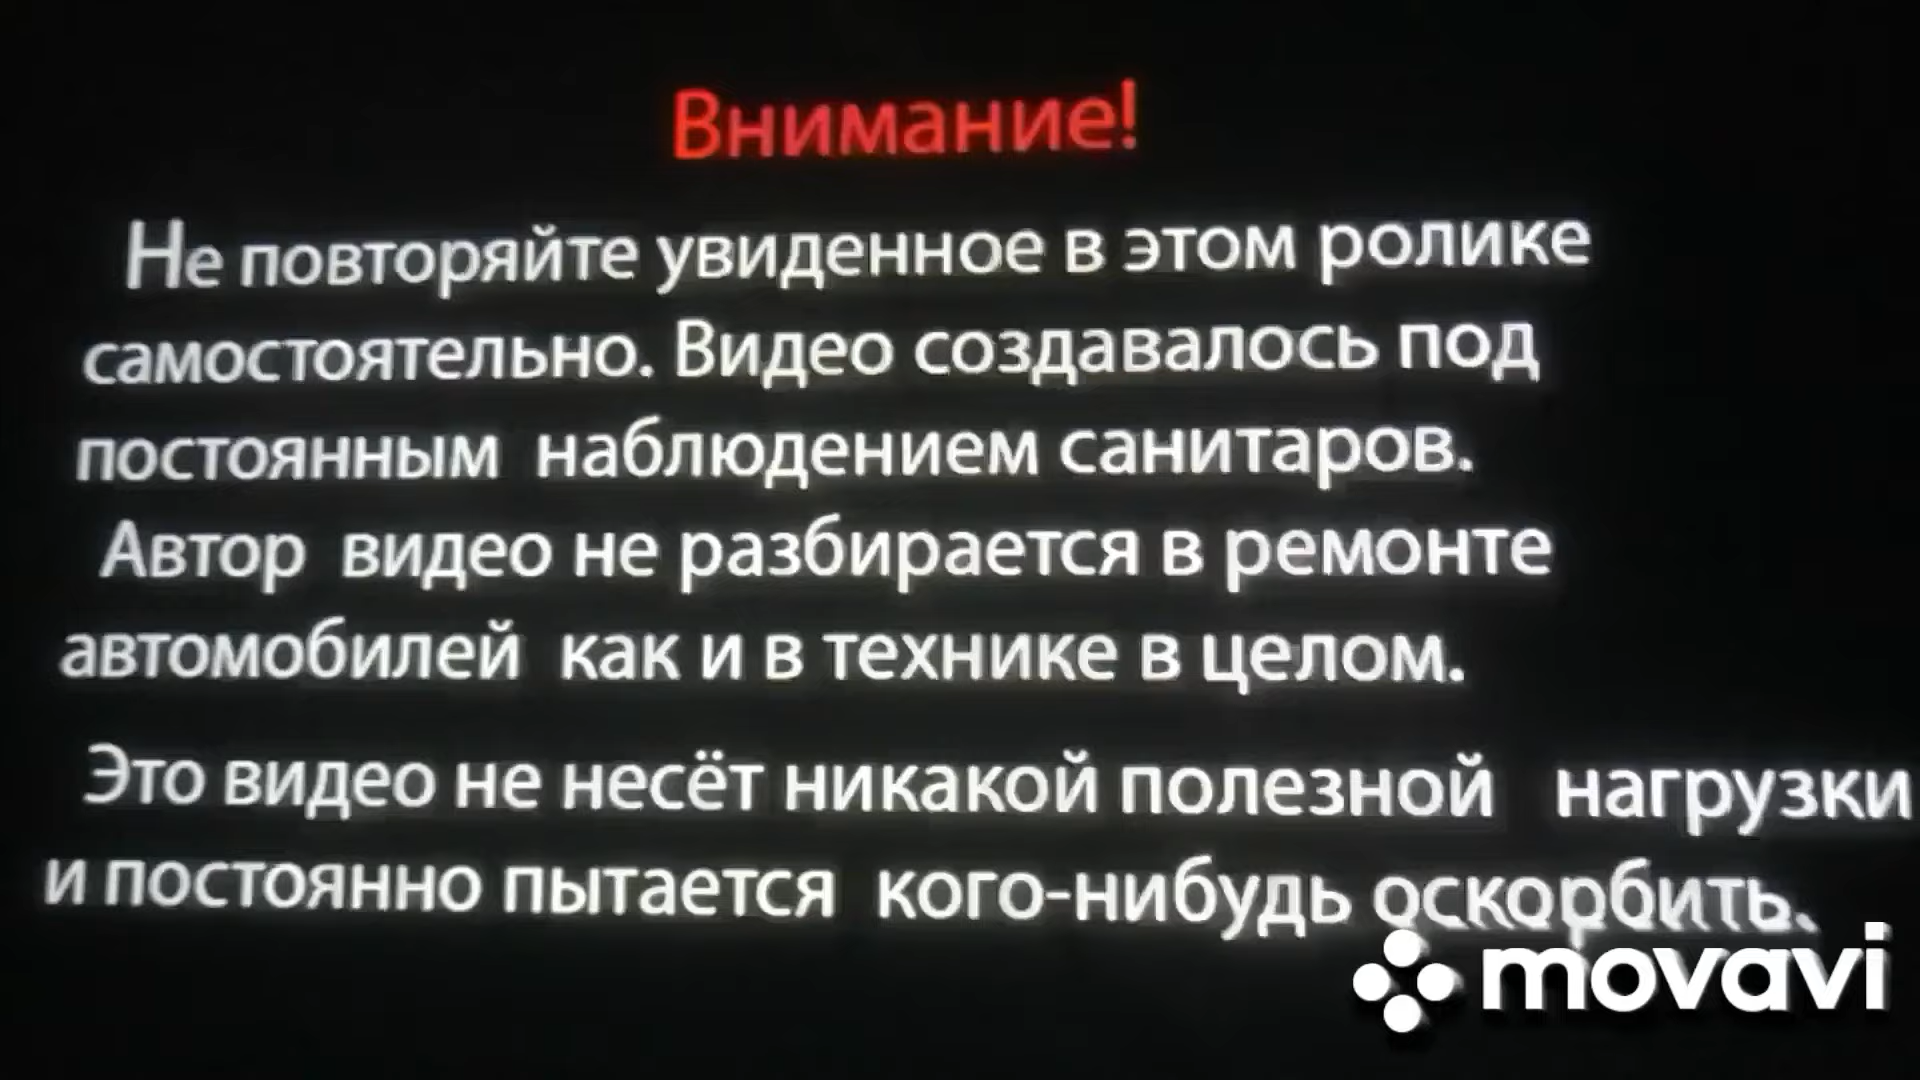 Внимание!
Не повторяйте увиденное в этом ролике
самостоятельно. Видео создавалось под
постоянным наблюдением санитаров.
Автор видео не разбирается в ремонте
автомобилей как и в технике в целом.
Это видео не несёт никакой полезной нагрузки
и постоянно пытается кого-нибудь оскорбить.
movavi